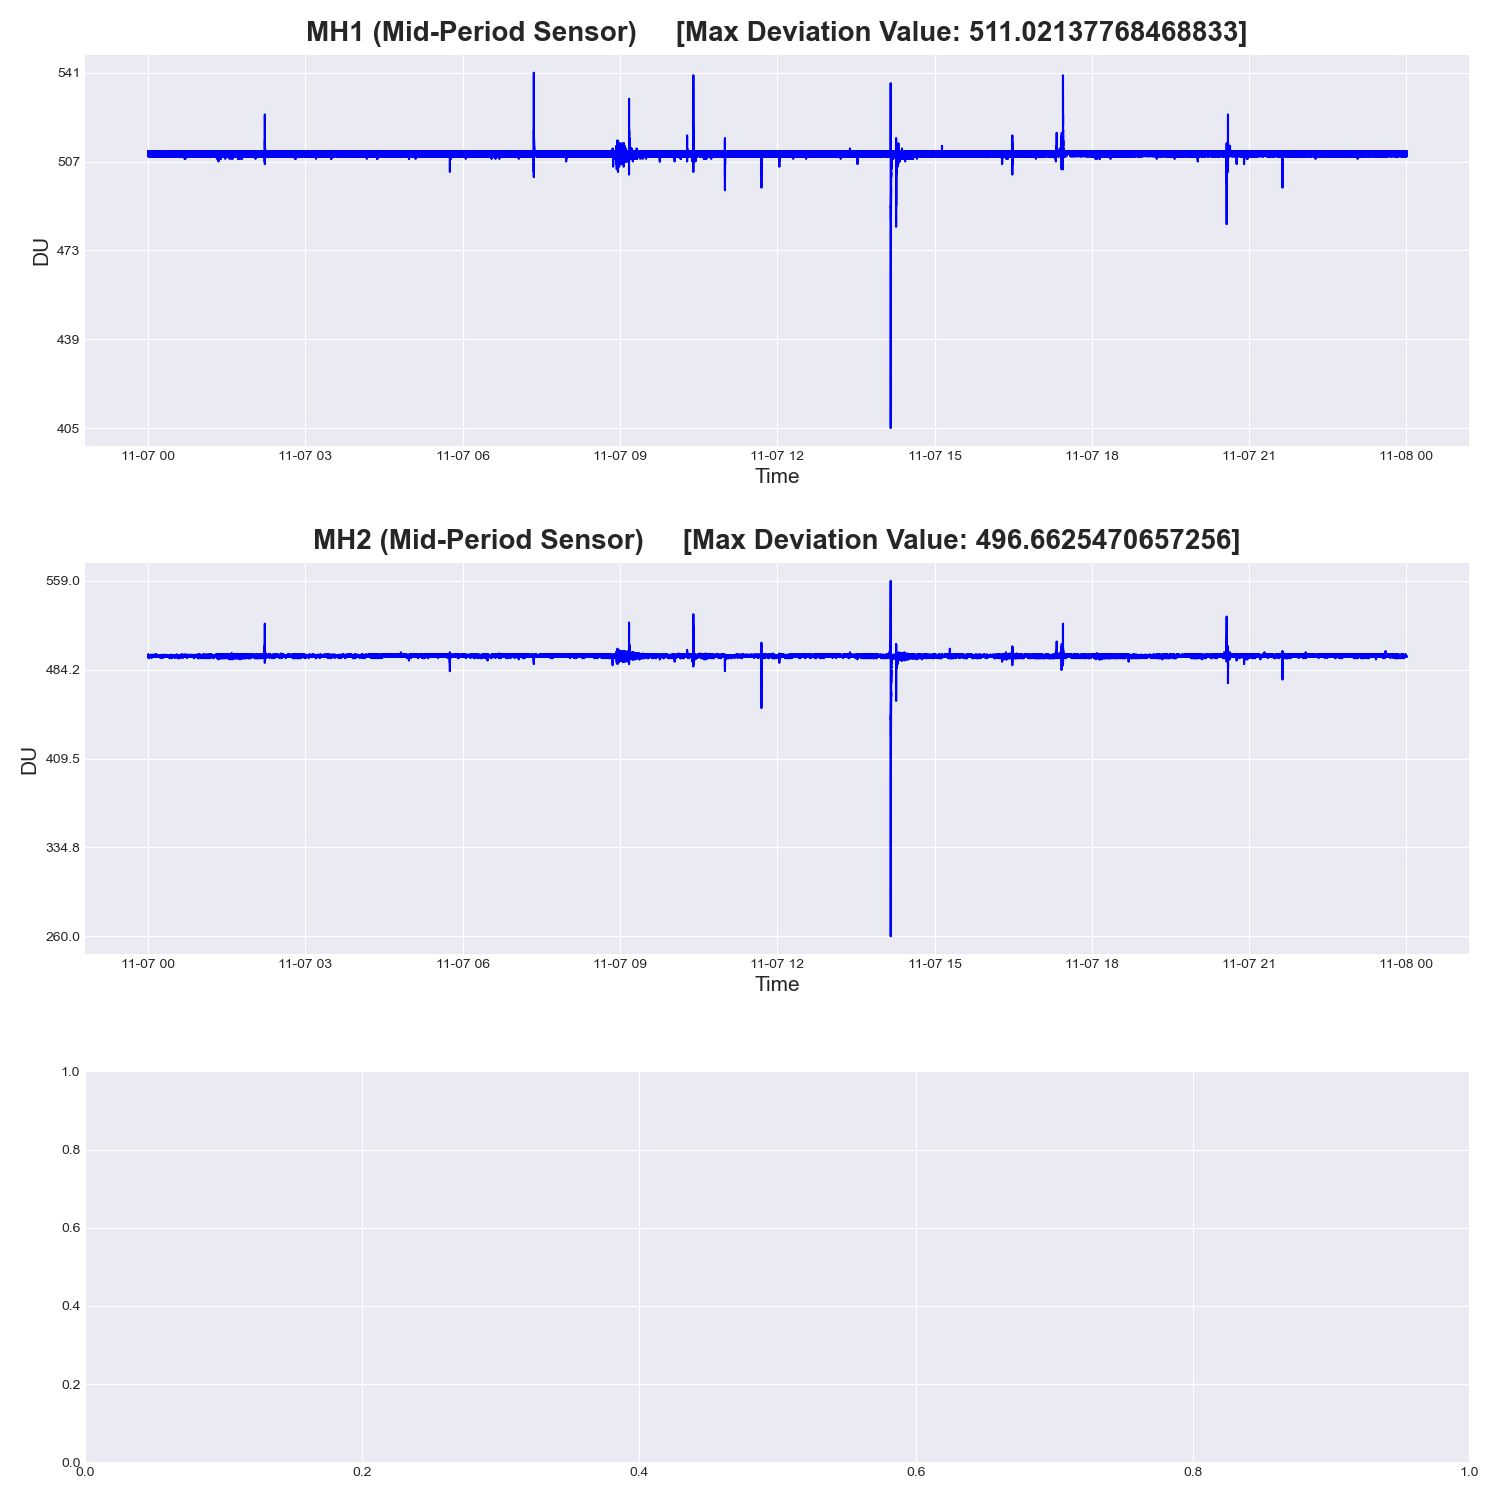 MH1 (Mid-Period Sensor) [Max Deviation Value: 511.02137768468833]
541
507
473
439
405
DU
11-07 00 11-07 03 11-07 06 11-07 09 11-07 12 11-07 15 11-07 18 11-07 21 11-08 00
Time
MH2 (Mid-Period Sensor) [Max Deviation Value: 496.6625470657256]
559.0
484.2
409.5
334.8
260.0
DU
11-07 00 11-07 03 11-07 06 11-07 09 11-07 12 11-07 15 11-07 18 11-07 21 11-08 00
Time
1.0
0.8
0.6
0.4
0.2
0.0
0.0 0.2 0.4 0.6 0.8 1.0